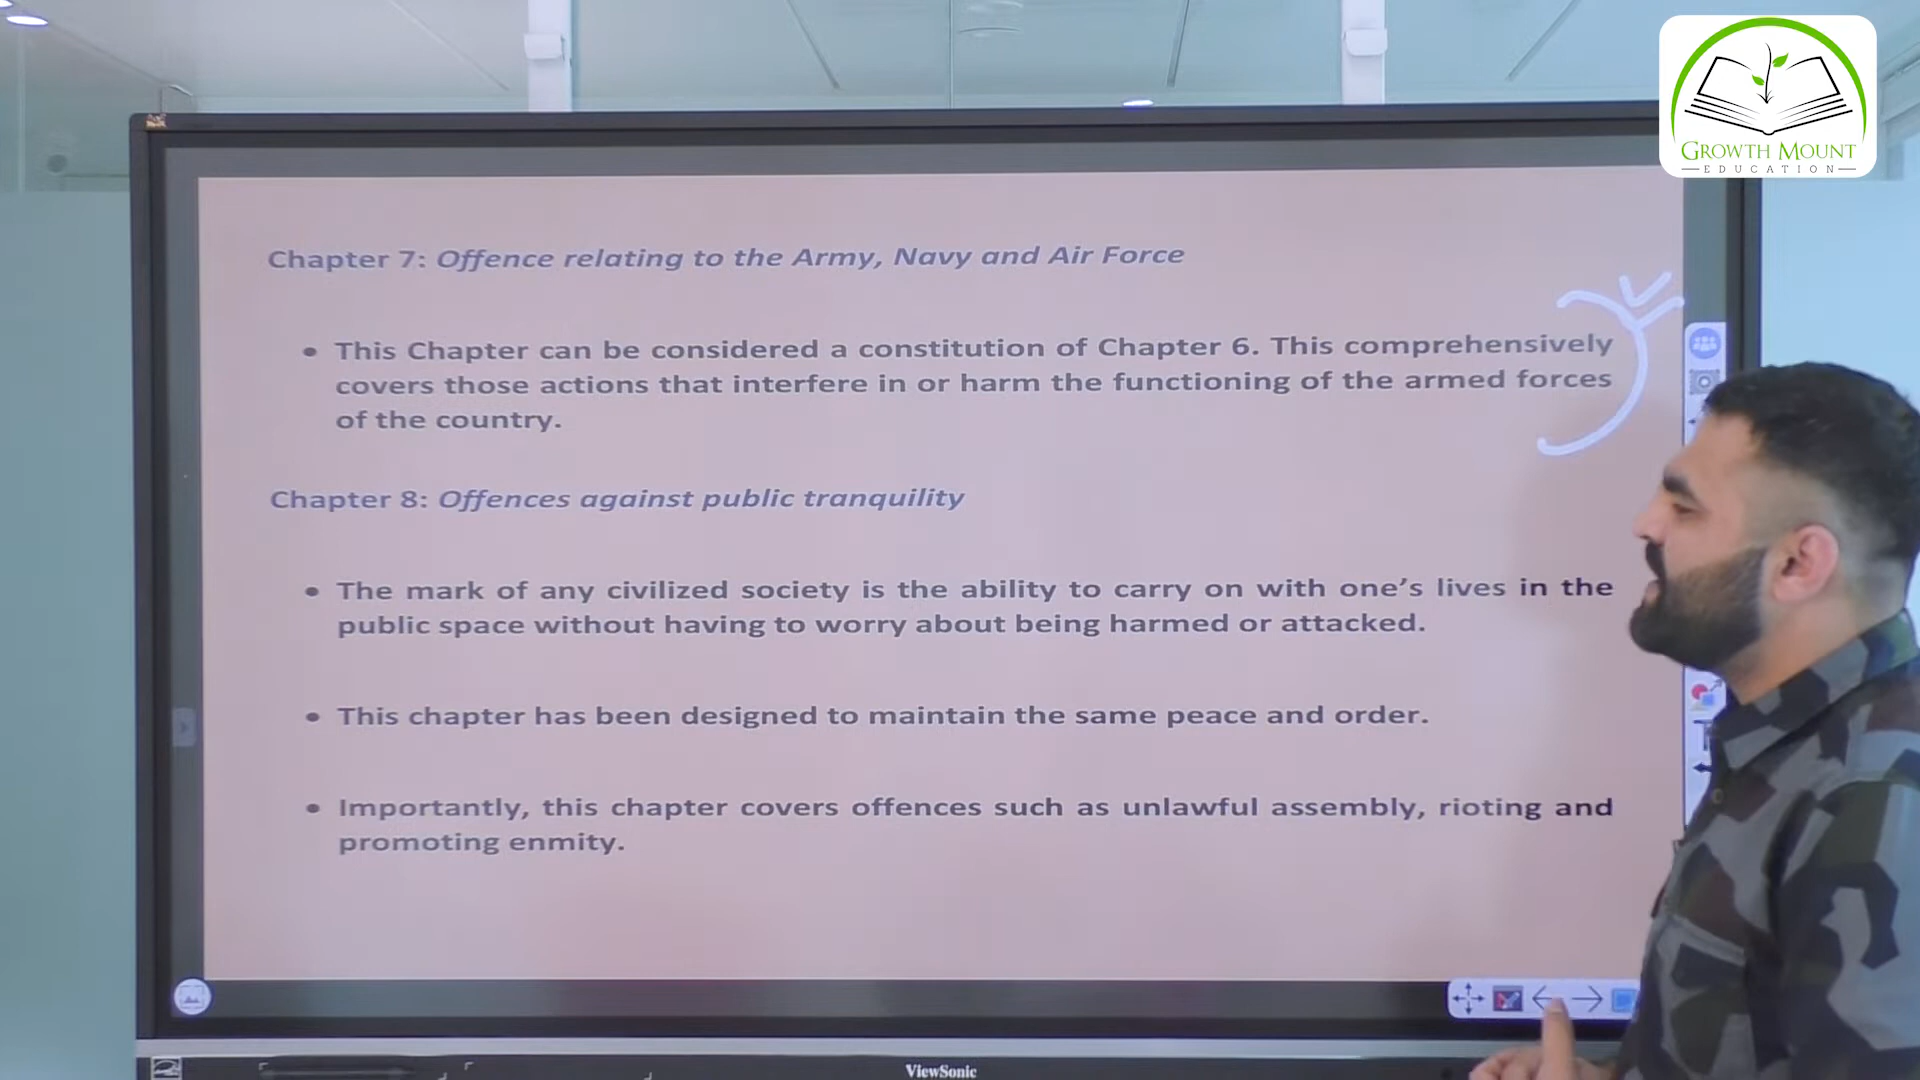 GROWTH MOUNT
EDUCATION
Chapter 7: Offence relating to the Army, Navy and Air Force
• This Chapter can be considered a constitution of Chapter 6. This comprehensively
covers those actions that interfere in or harm the functioning of the armed forces
of the country.
Chapter 8: Offences against public tranquility
• The mark of any civilized society is the ability to carry on with one's lives in the
public space without having to worry about being harmed or attacked.
• This chapter has been designed to maintain the same peace and order.
• Importantly, this chapter covers offences such as unlawful assembly, rioting and
promoting enmity.
ViewSonic